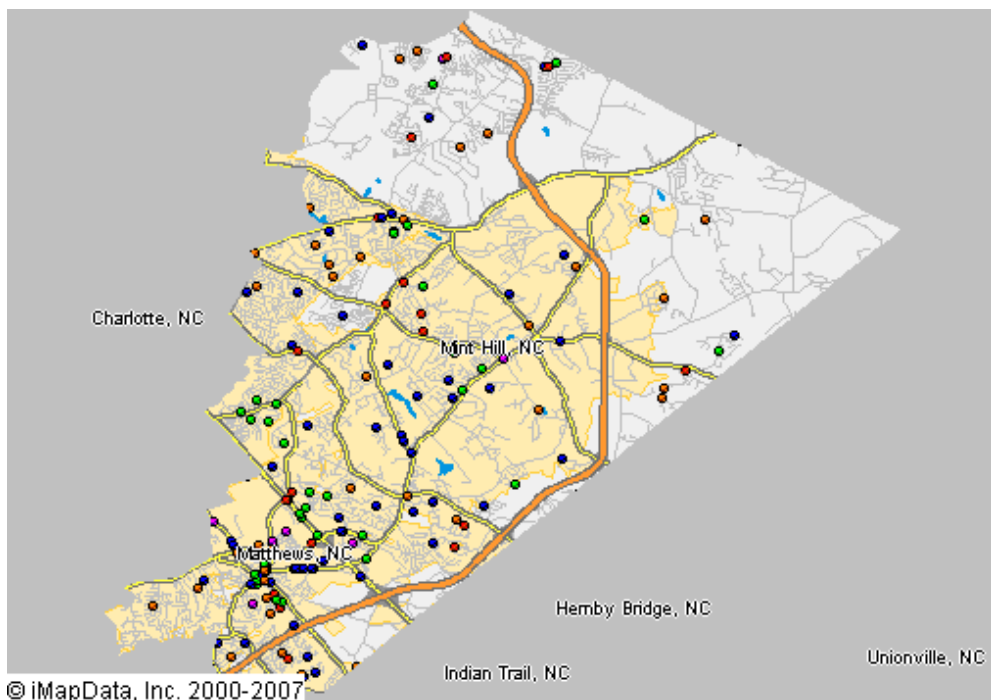 Charlotte, NC
Mint Hill, NC
Matthews, NC
Hemby Bridge, NC
Unionville, NC
Indian Trail, NC
© iMapData, Inc. 2000-2007